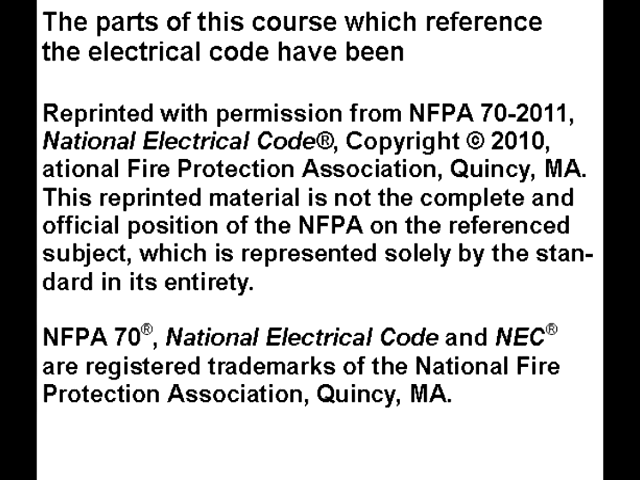 The parts of this course which reference
the electrical code have been
Reprinted with permission from NFPA 70-2011,
National Electrical Code®, Copyright © 2010,
ational Fire Protection Association, Quincy, MA.
This reprinted material is not the complete and
official position of the NFPA on the referenced
subject, which is represented solely by the stan-
dard in its entirety.
NFPA 70®, National Electrical Code and NEC®
are registered trademarks of the National Fire
Protection Association, Quincy, MA.